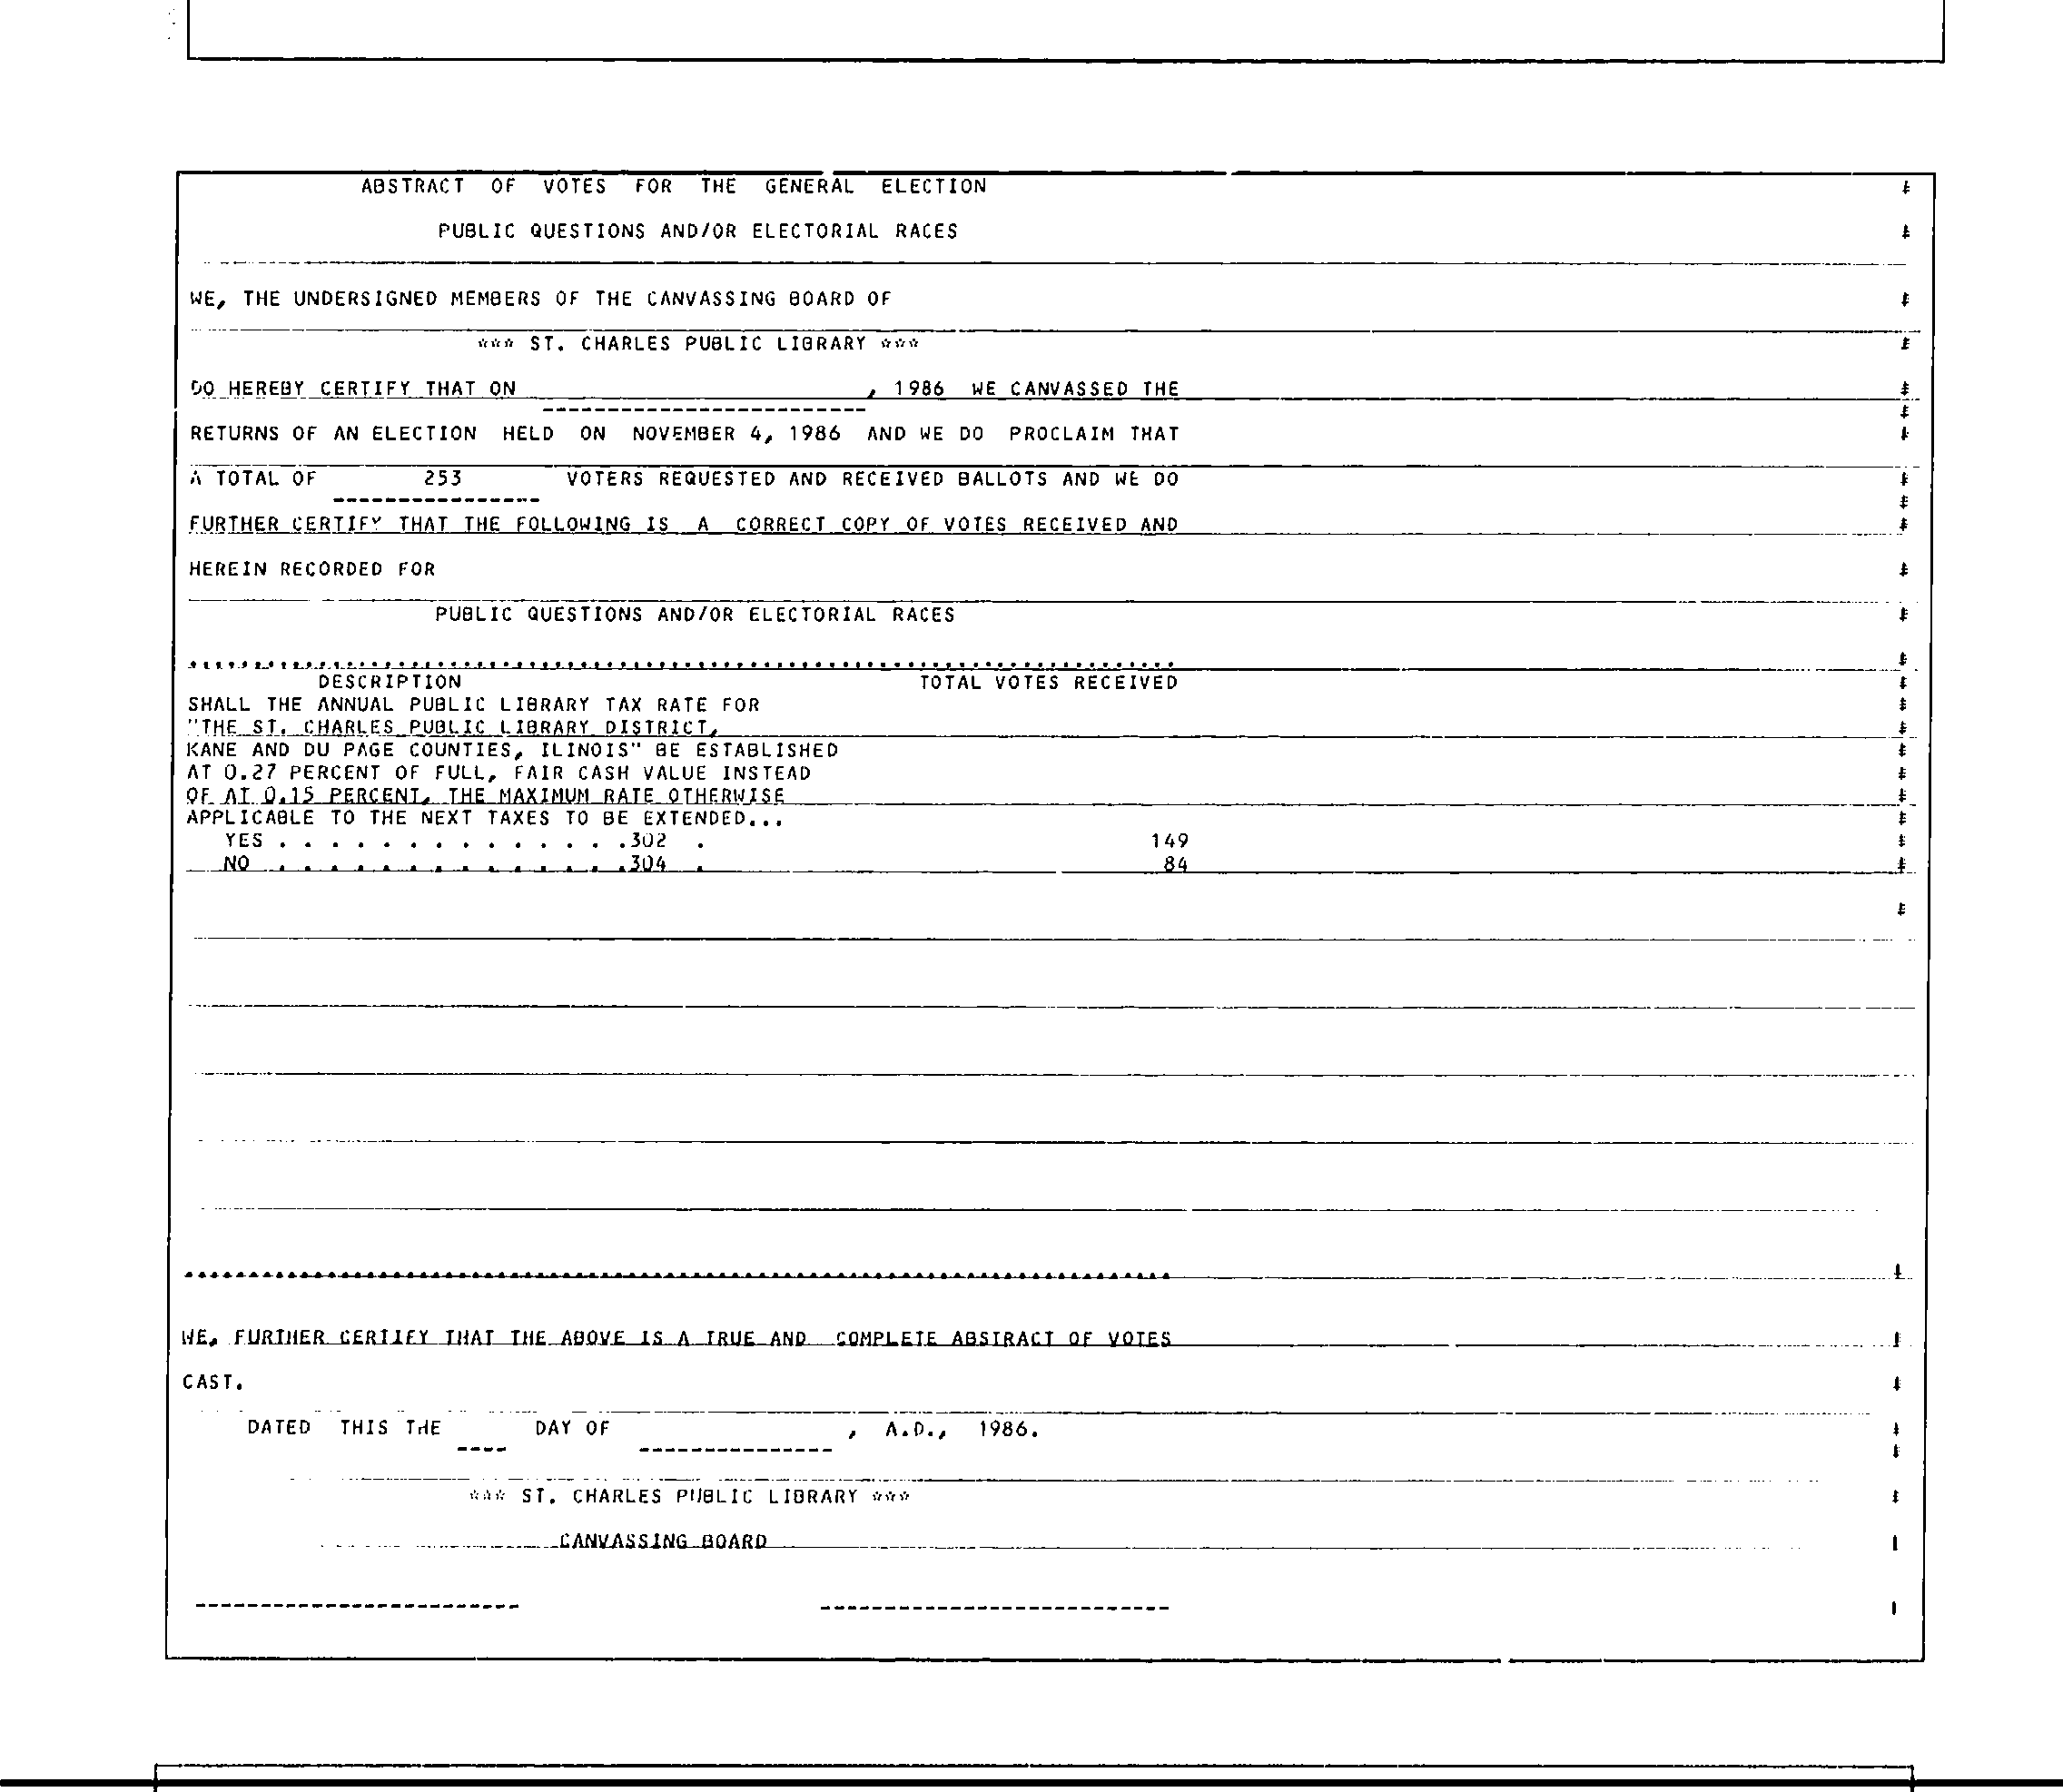 ABSTRACT OF VOTES FOR THE GENERAL ELECTION
PUBLIC QUESTIONS AND/OR ELECTORIAL RACES
WE, THE UNDERSIGNED MEMBERS OF THE CANVASSING BOARD OF
*** ST. CHARLES PUBLIC LIBRARY ***
DO HEREBY CERTIFY THAT ON , 1986 WE CANVASSED THE
RETURNS OF AN ELECTION HELD ON NOVEMBER 4, 1986 AND WE DO PROCLAIM THAT
A TOTAL OF 253 VOTERS REQUESTED AND RECEIVED BALLOTS AND WE DO
FURTHER CERTIFY THAT THE FOLLOWING IS A CORRECT COPY OF VOTES RECEIVED AND
HEREIN RECORDED FOR
PUBLIC QUESTIONS AND/OR ELECTORIAL RACES
DESCRIPTION TOTAL VOTES RECEIVED
SHALL THE ANNUAL PUBLIC LIBRARY TAX RATE FOR
"THE ST. CHARLES PUBLIC LIBRARY DISTRICT,
KANE AND DU PAGE COUNTIES, ILINOIS" BE ESTABLISHED
AT 0.27 PERCENT OF FULL, FAIR CASH VALUE INSTEAD
OF AT 0.15 PERCENT, THE MAXIMUM RATE OTHERWISE
APPLICABLE TO THE NEXT TAXES TO BE EXTENDED...
YES . . . . . . . . . . . . . .302 . 149
NO . . . . . . . . . . . . . .304 . 84
WE, FURTHER CERTIFY THAT THE ABOVE IS A TRUE AND COMPLETE ABSTRACT OF VOTES
CAST.
DATED THIS THE DAY OF , A.D., 1986.
*** ST. CHARLES PUBLIC LIBRARY ***
CANVASSING BOARD